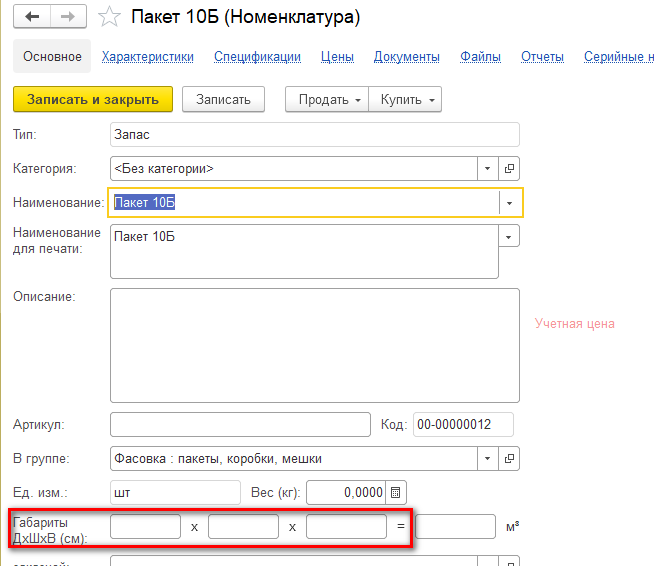 Пакет 10Б (Номенклатура)
Основное Характеристики Спецификации Цены Документы Файлы Отчеты Серийные н
Записать и закрыть Записать Продать Купить
Тип: Запас
Категория: <Без категории>
Наименование: Пакет 10Б
Наименование Пакет 10Б
для печати:
Описание:
Учетная цена
Артикул: Код: 00-00000012
В группе: Фасовка : пакеты, коробки, мешки
Ед. изм.: шт Вес (кг): 0,0000
Габариты x x = м³
ДхШхВ (см):